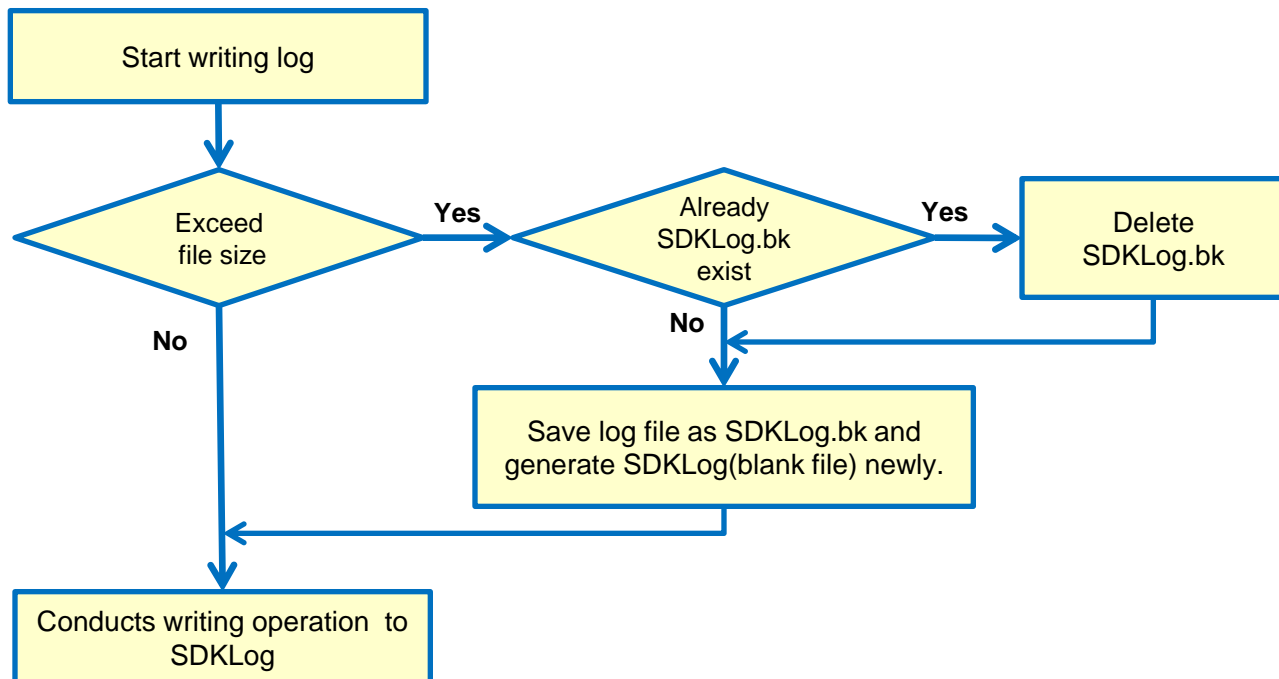 Start writing log
Exceed
file size
Yes
Already
SDKLog.bk
exist
Yes
Delete
SDKLog.bk
No
No
Save log file as SDKLog.bk and
generate SDKLog(blank file) newly.
Conducts writing operation  to
SDKLog